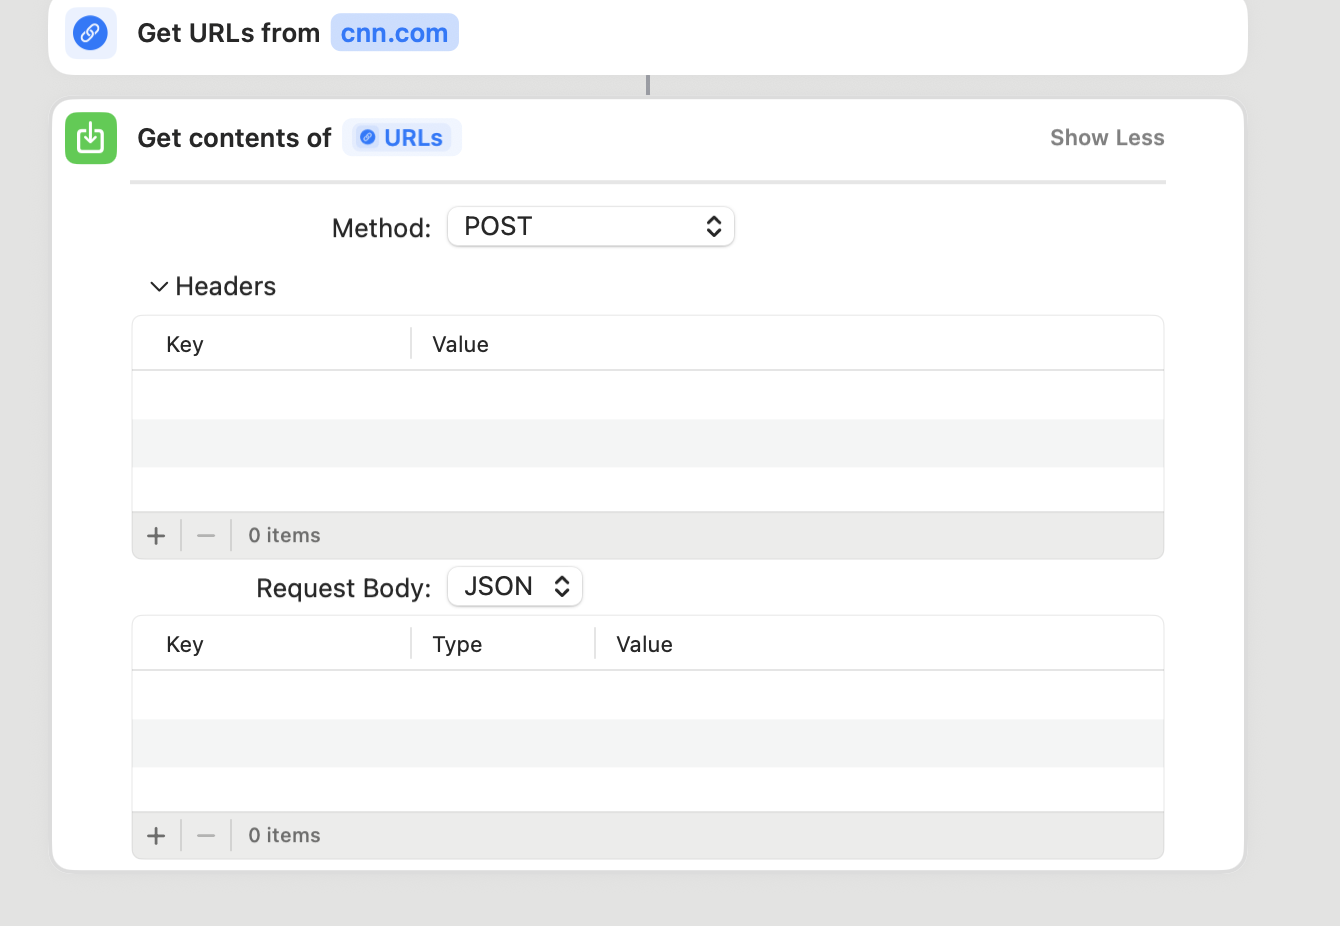 Get URLs from cnn.com
Get contents of URLs Show Less
Method: POST
Headers
Key Value
0 items
Request Body: JSON
Key Type Value
0 items